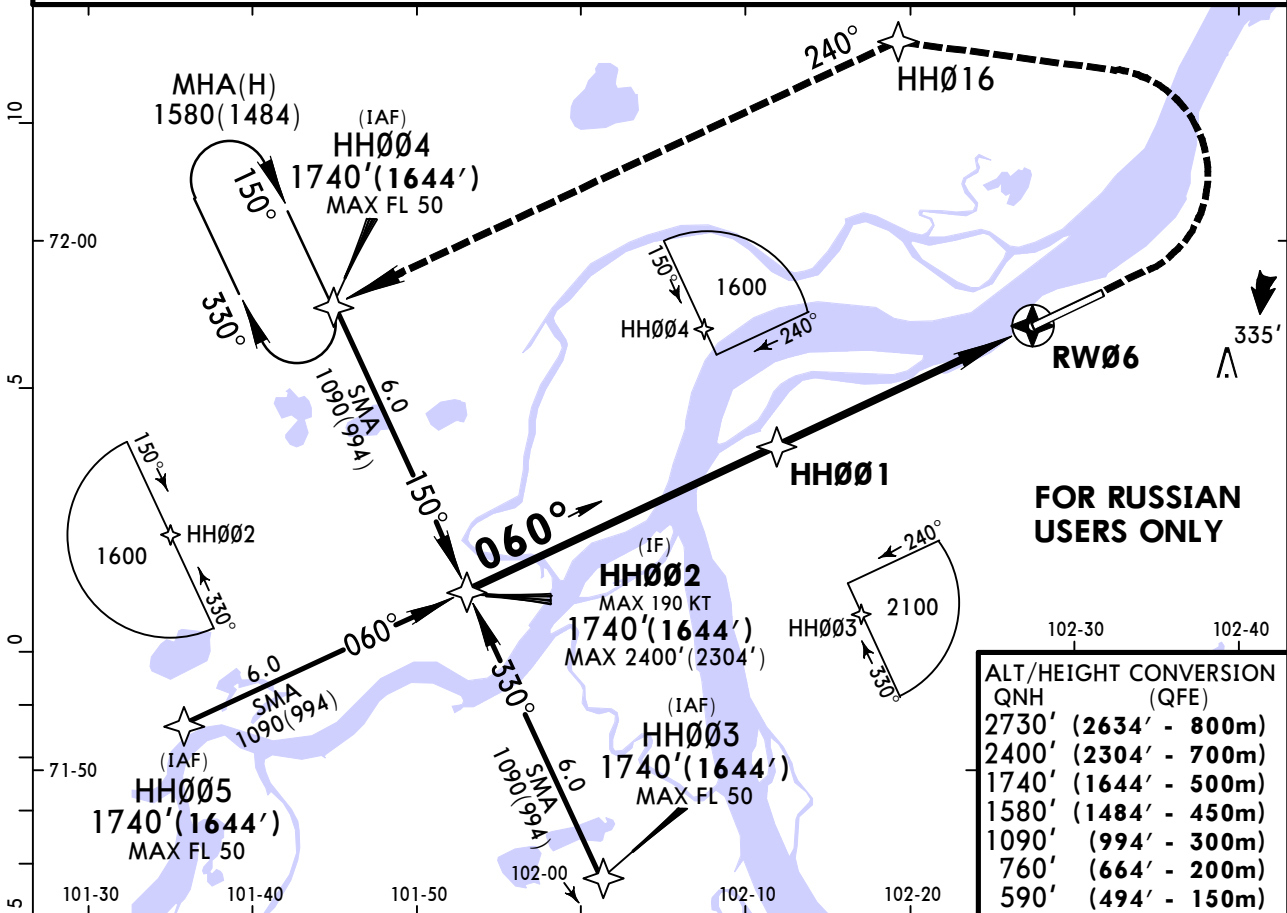 240°
HHØ16
MHA(H)
1580(1484)
(IAF)
HHØØ4
1740'(1644')
MAX FL 50
150°
330°
10
72-00
5
0
71-50
5
150°
1600
HHØØ4
240°
335'
RWØ6
6.0
SMA
1090(994)
150°
HHØØ1
FOR RUSSIAN
USERS ONLY
150°
HHØØ2
1600
330°
060°
(IF)
HHØØ2
MAX 190 KT
1740'(1644')
MAX 2400'(2304')
240°
2100
HHØØ3
330°
060°
6.0
SMA
1090(994)
(IAF)
HHØØ5
1740'(1644')
MAX FL 50
330°
6.0
SMA
1090(994)
(IAF)
HHØØ3
1740'(1644')
MAX FL 50
102-30
102-40
ALT/HEIGHT CONVERSION
QNH (QFE)
2730' (2634' - 800m)
2400' (2304' - 700m)
1740' (1644' - 500m)
1580' (1484' - 450m)
1090' (994' - 300m)
760' (664' - 200m)
590' (494' - 150m)
101-30
101-40
101-50
102-00
102-10
102-20